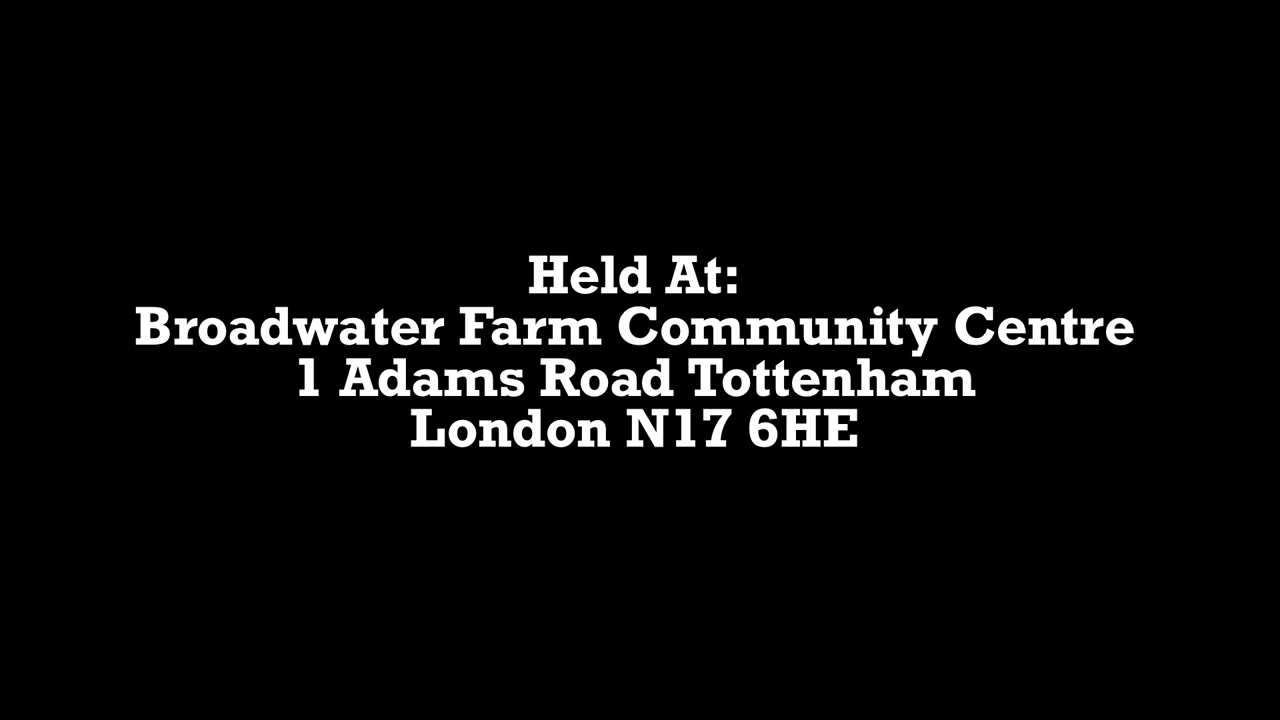 Held At:
Broadwater Farm Community Centre
1 Adams Road Tottenham
London N17 6HE